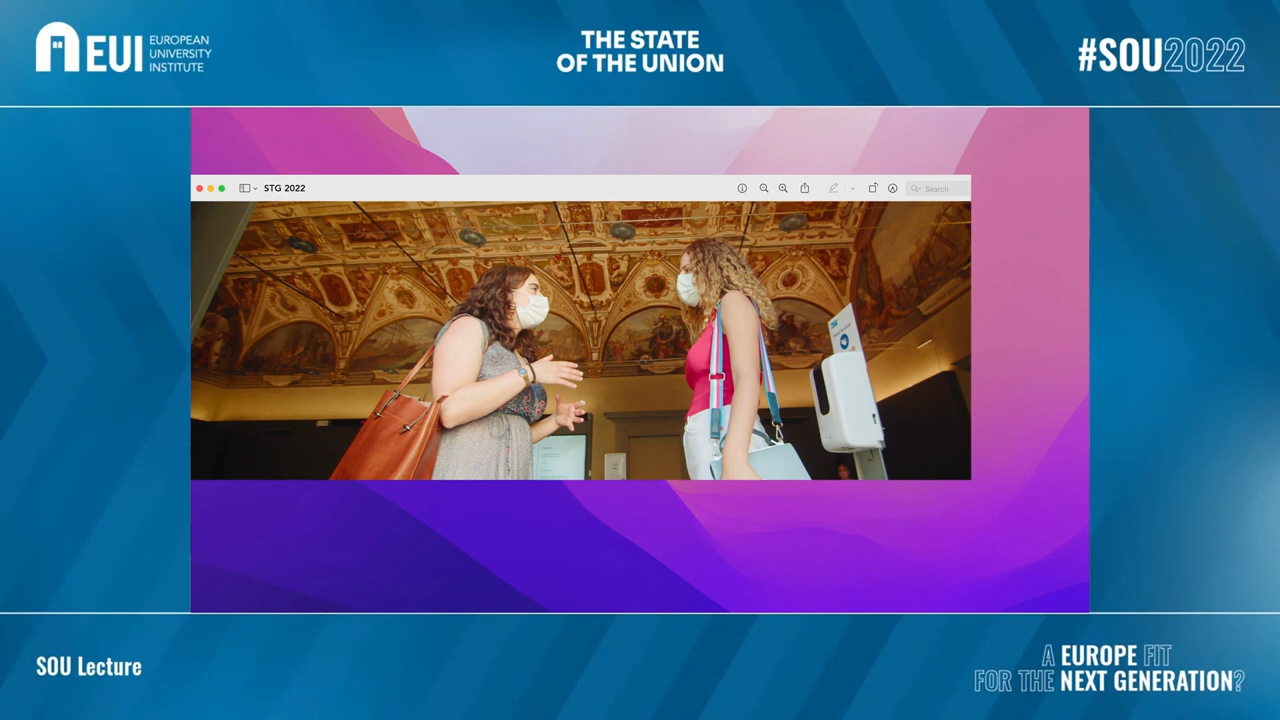 EUI
EUROPEAN
UNIVERSITY
INSTITUTE
THE STATE
OF THE UNION
#SOU2022
STG 2022
Search
SOU Lecture
A EUROPE FIT
FOR THE NEXT GENERATION?